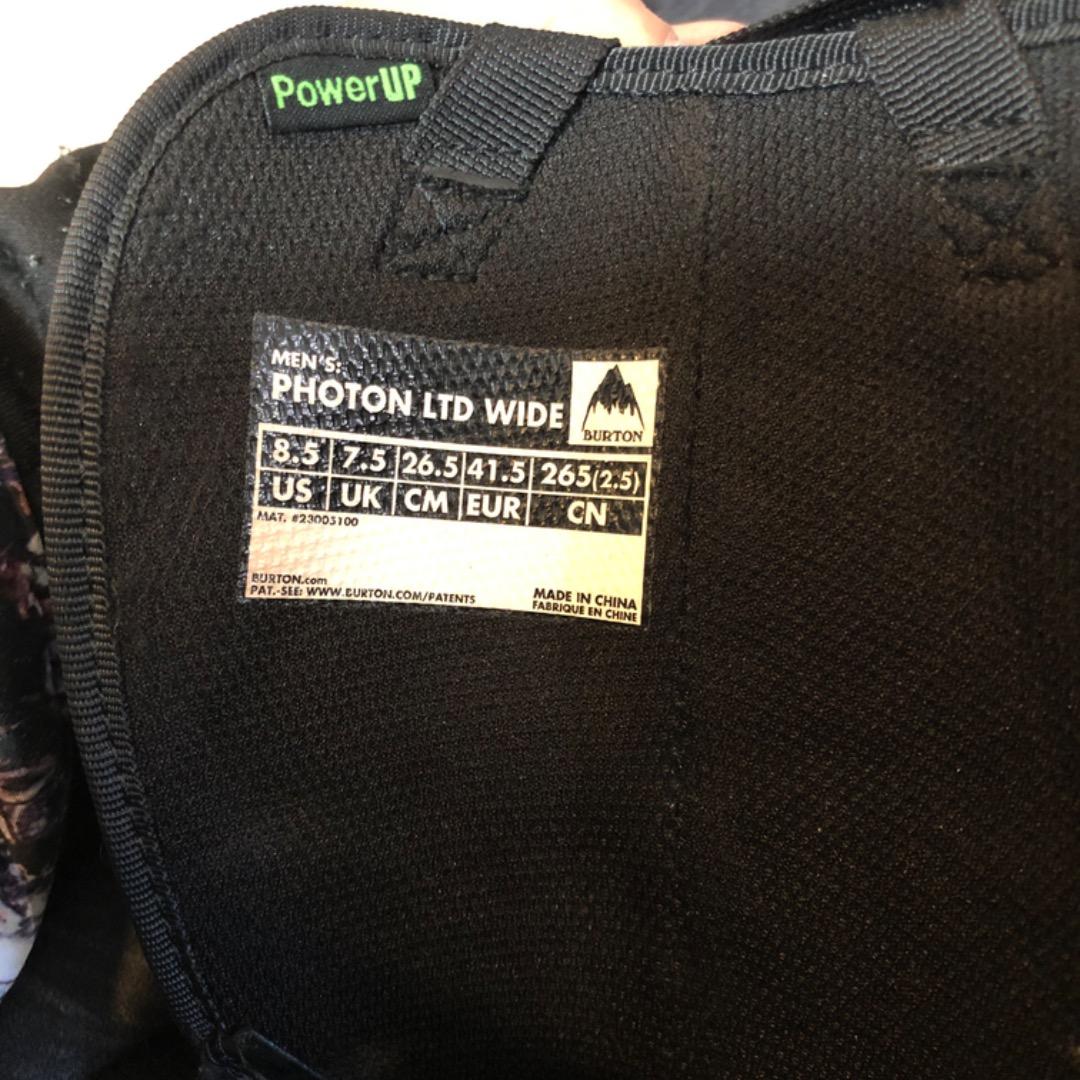 PowerUP
MEN'S:
PHOTON LTD WIDE
BURTON
8.5 7.5 26.5 41.5 265(2.5)
US UK CM EUR CN
MAT. #23005100
BURTON.com
PAT.-SEE: WWW.BURTON.COM/PATENTS
MADE IN CHINA
FABRIQUE EN CHINE